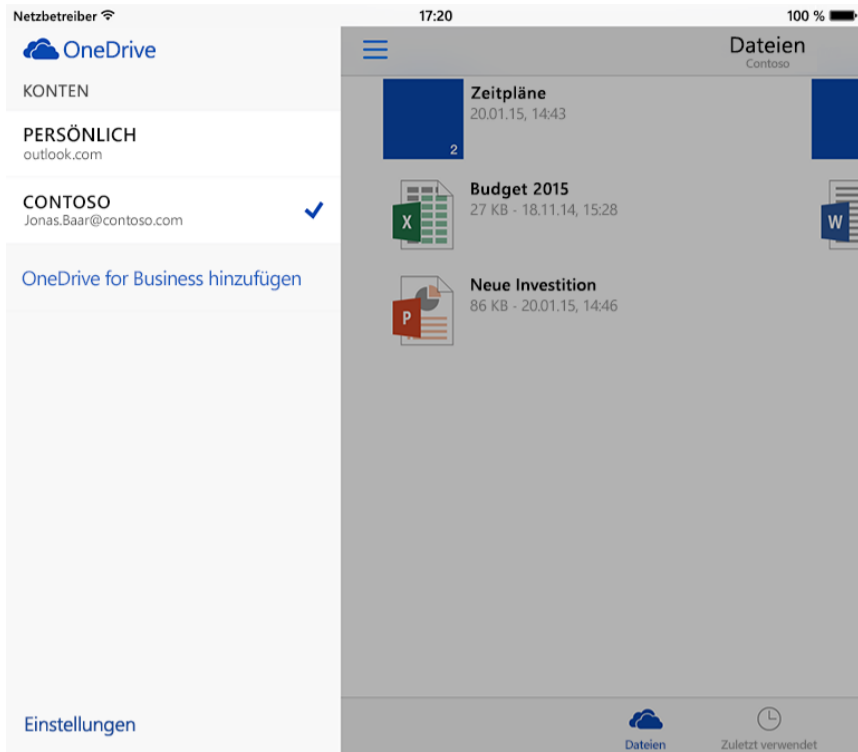 Netzbetreiber 17:20 100 %
OneDrive
KONTEN
PERSÖNLICH
outlook.com
CONTOSO
Jonas.Baar@contoso.com
OneDrive for Business hinzufügen
Einstellungen
Dateien
Contoso
Zeitpläne
20.01.15, 14:43
2
Budget 2015
27 KB - 18.11.14, 15:28
X
W
Neue Investition
86 KB - 20.01.15, 14:46
P
Dateien
Zuletzt verwendet